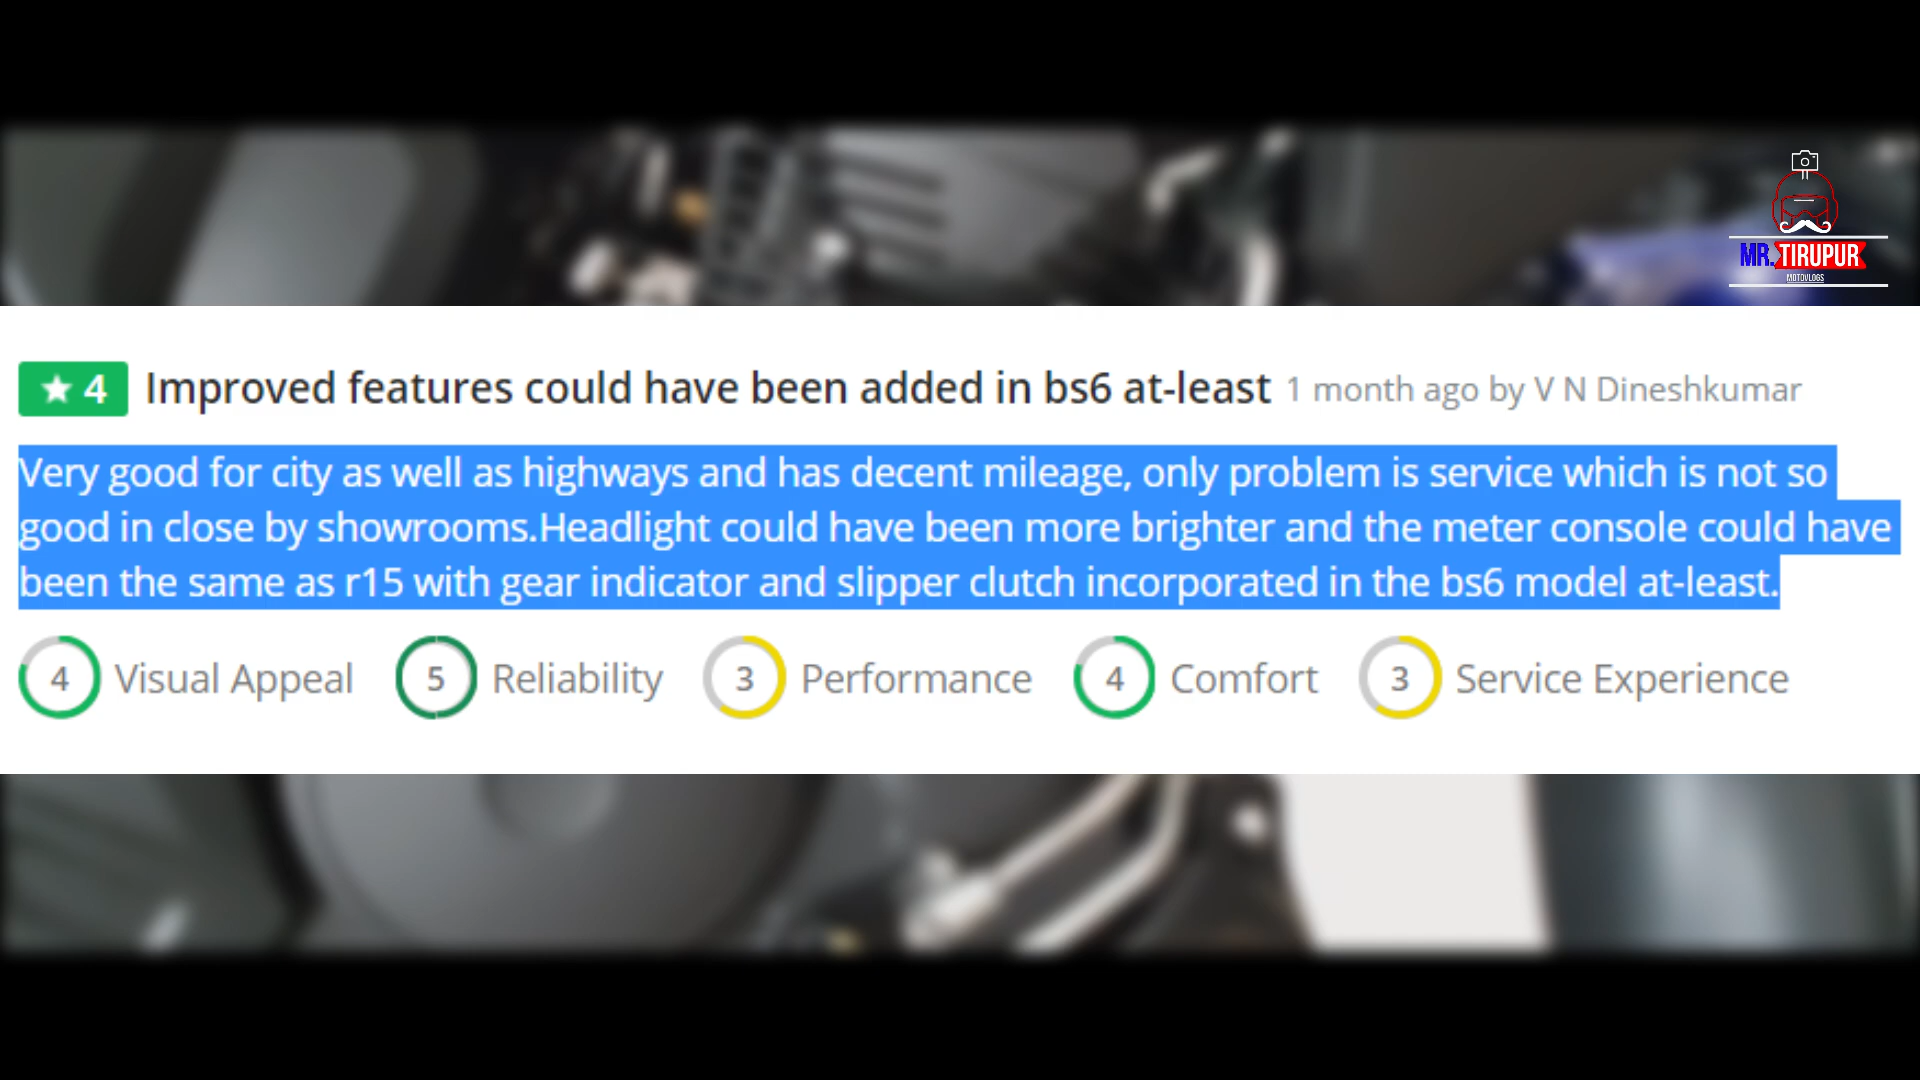 MR. TIRUPUR
MOTOVLOGS
4 Improved features could have been added in bs6 at-least 1 month ago by V N Dineshkumar
Very good for city as well as highways and has decent mileage, only problem is service which is not so
good in close by showrooms.Headlight could have been more brighter and the meter console could have
been the same as r15 with gear indicator and slipper clutch incorporated in the bs6 model at-least.
4 Visual Appeal 5 Reliability 3 Performance 4 Comfort 3 Service Experience